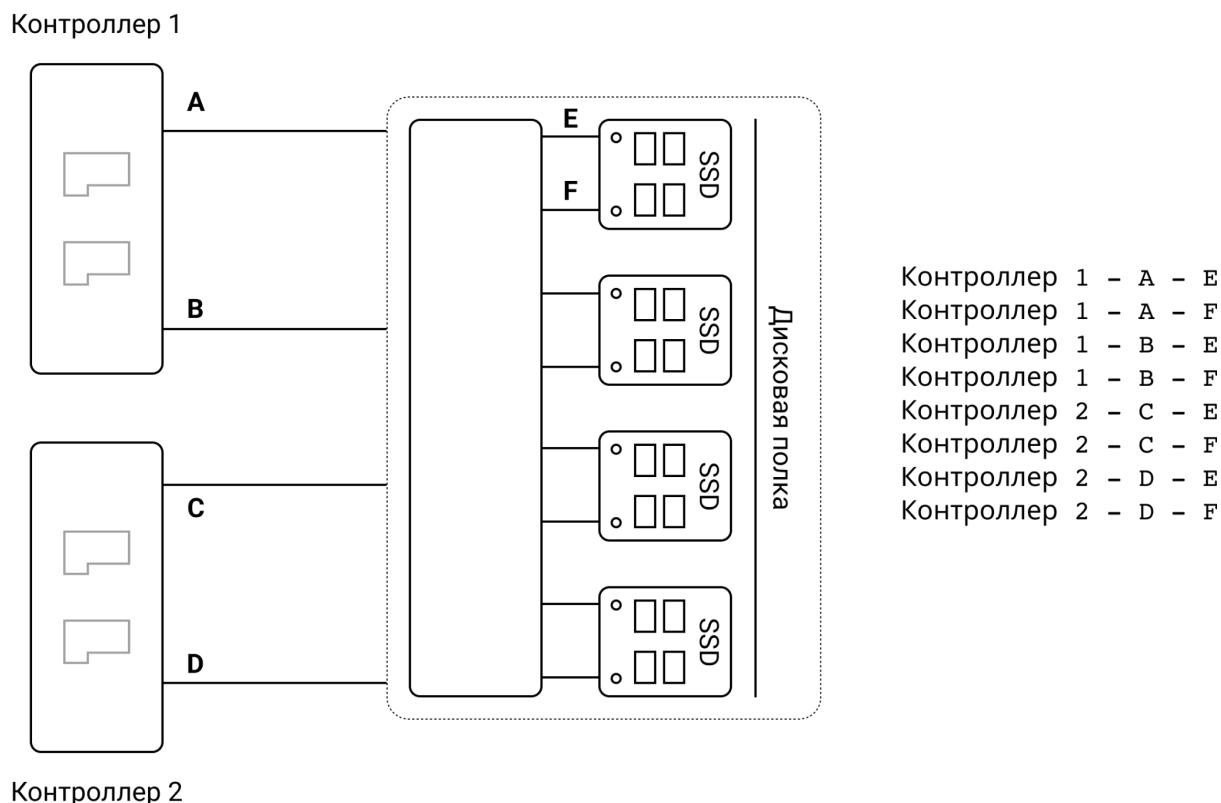 Контроллер 1
A
B
C
D
E
F
SSD
SSD
SSD
SSD
Дисковая полка
Контроллер 1 – A – E
Контроллер 1 – A – F
Контроллер 1 – B – E
Контроллер 1 – B – F
Контроллер 2 – C – E
Контроллер 2 – C – F
Контроллер 2 – D – E
Контроллер 2 – D – F
Контроллер 2